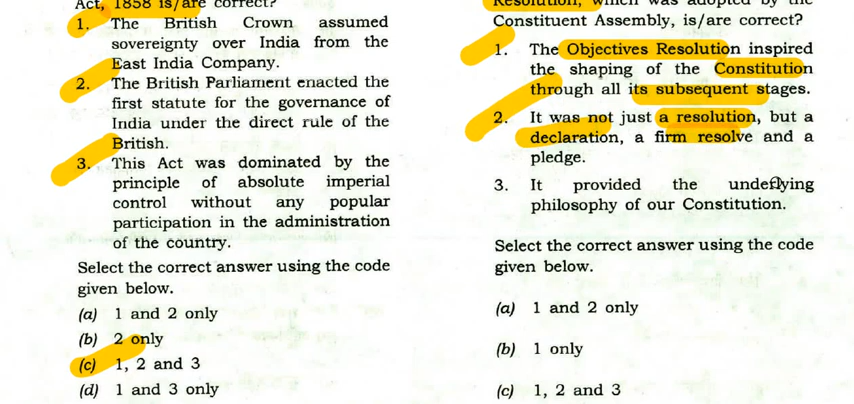 Act, 1858 is/are correct?
1. The British Crown assumed
sovereignty over India from the
East India Company.
2. The British Parliament enacted the
first statute for the governance of
India under the direct rule of the
British.
3. This Act was dominated by the
principle of absolute imperial
control without any popular
participation in the administration
of the country.
Select the correct answer using the code
given below.
(a) 1 and 2 only
(b) 2 only
(c) 1, 2 and 3
(d) 1 and 3 only
Resolution, which was adopted by the
Constituent Assembly, is/are correct?
1. The Objectives Resolution inspired
the shaping of the Constitution
through all its subsequent stages.
2. It was not just a resolution, but a
declaration, a firm resolve and a
pledge.
3. It provided the underlying
philosophy of our Constitution.
Select the correct answer using the code
given below.
(a) 1 and 2 only
(b) 1 only
(c) 1, 2 and 3